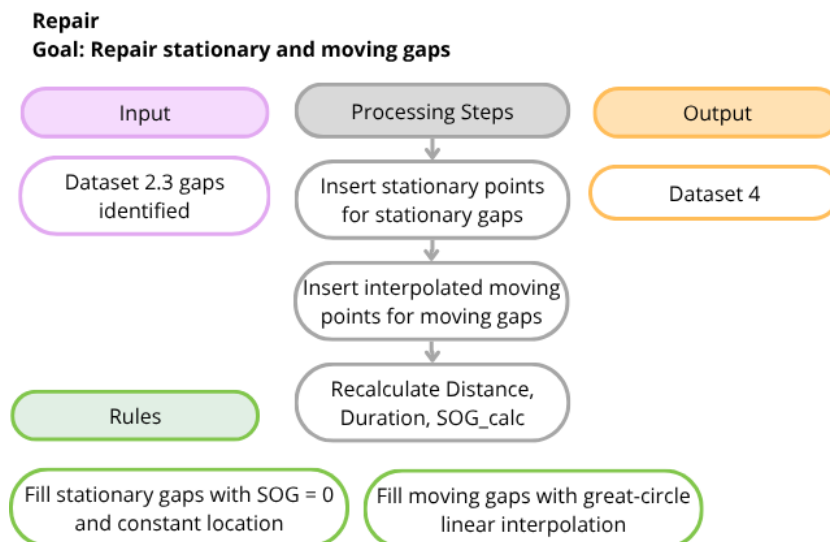 Repair
Goal: Repair stationary and moving gaps
Input
Processing Steps
Output
Dataset 2.3 gaps
identified
Insert stationary points
for stationary gaps
Dataset 4
Insert interpolated moving
points for moving gaps
Recalculate Distance,
Duration, SOG_calc
Rules
Fill stationary gaps with SOG = 0
and constant location
Fill moving gaps with great-circle
linear interpolation